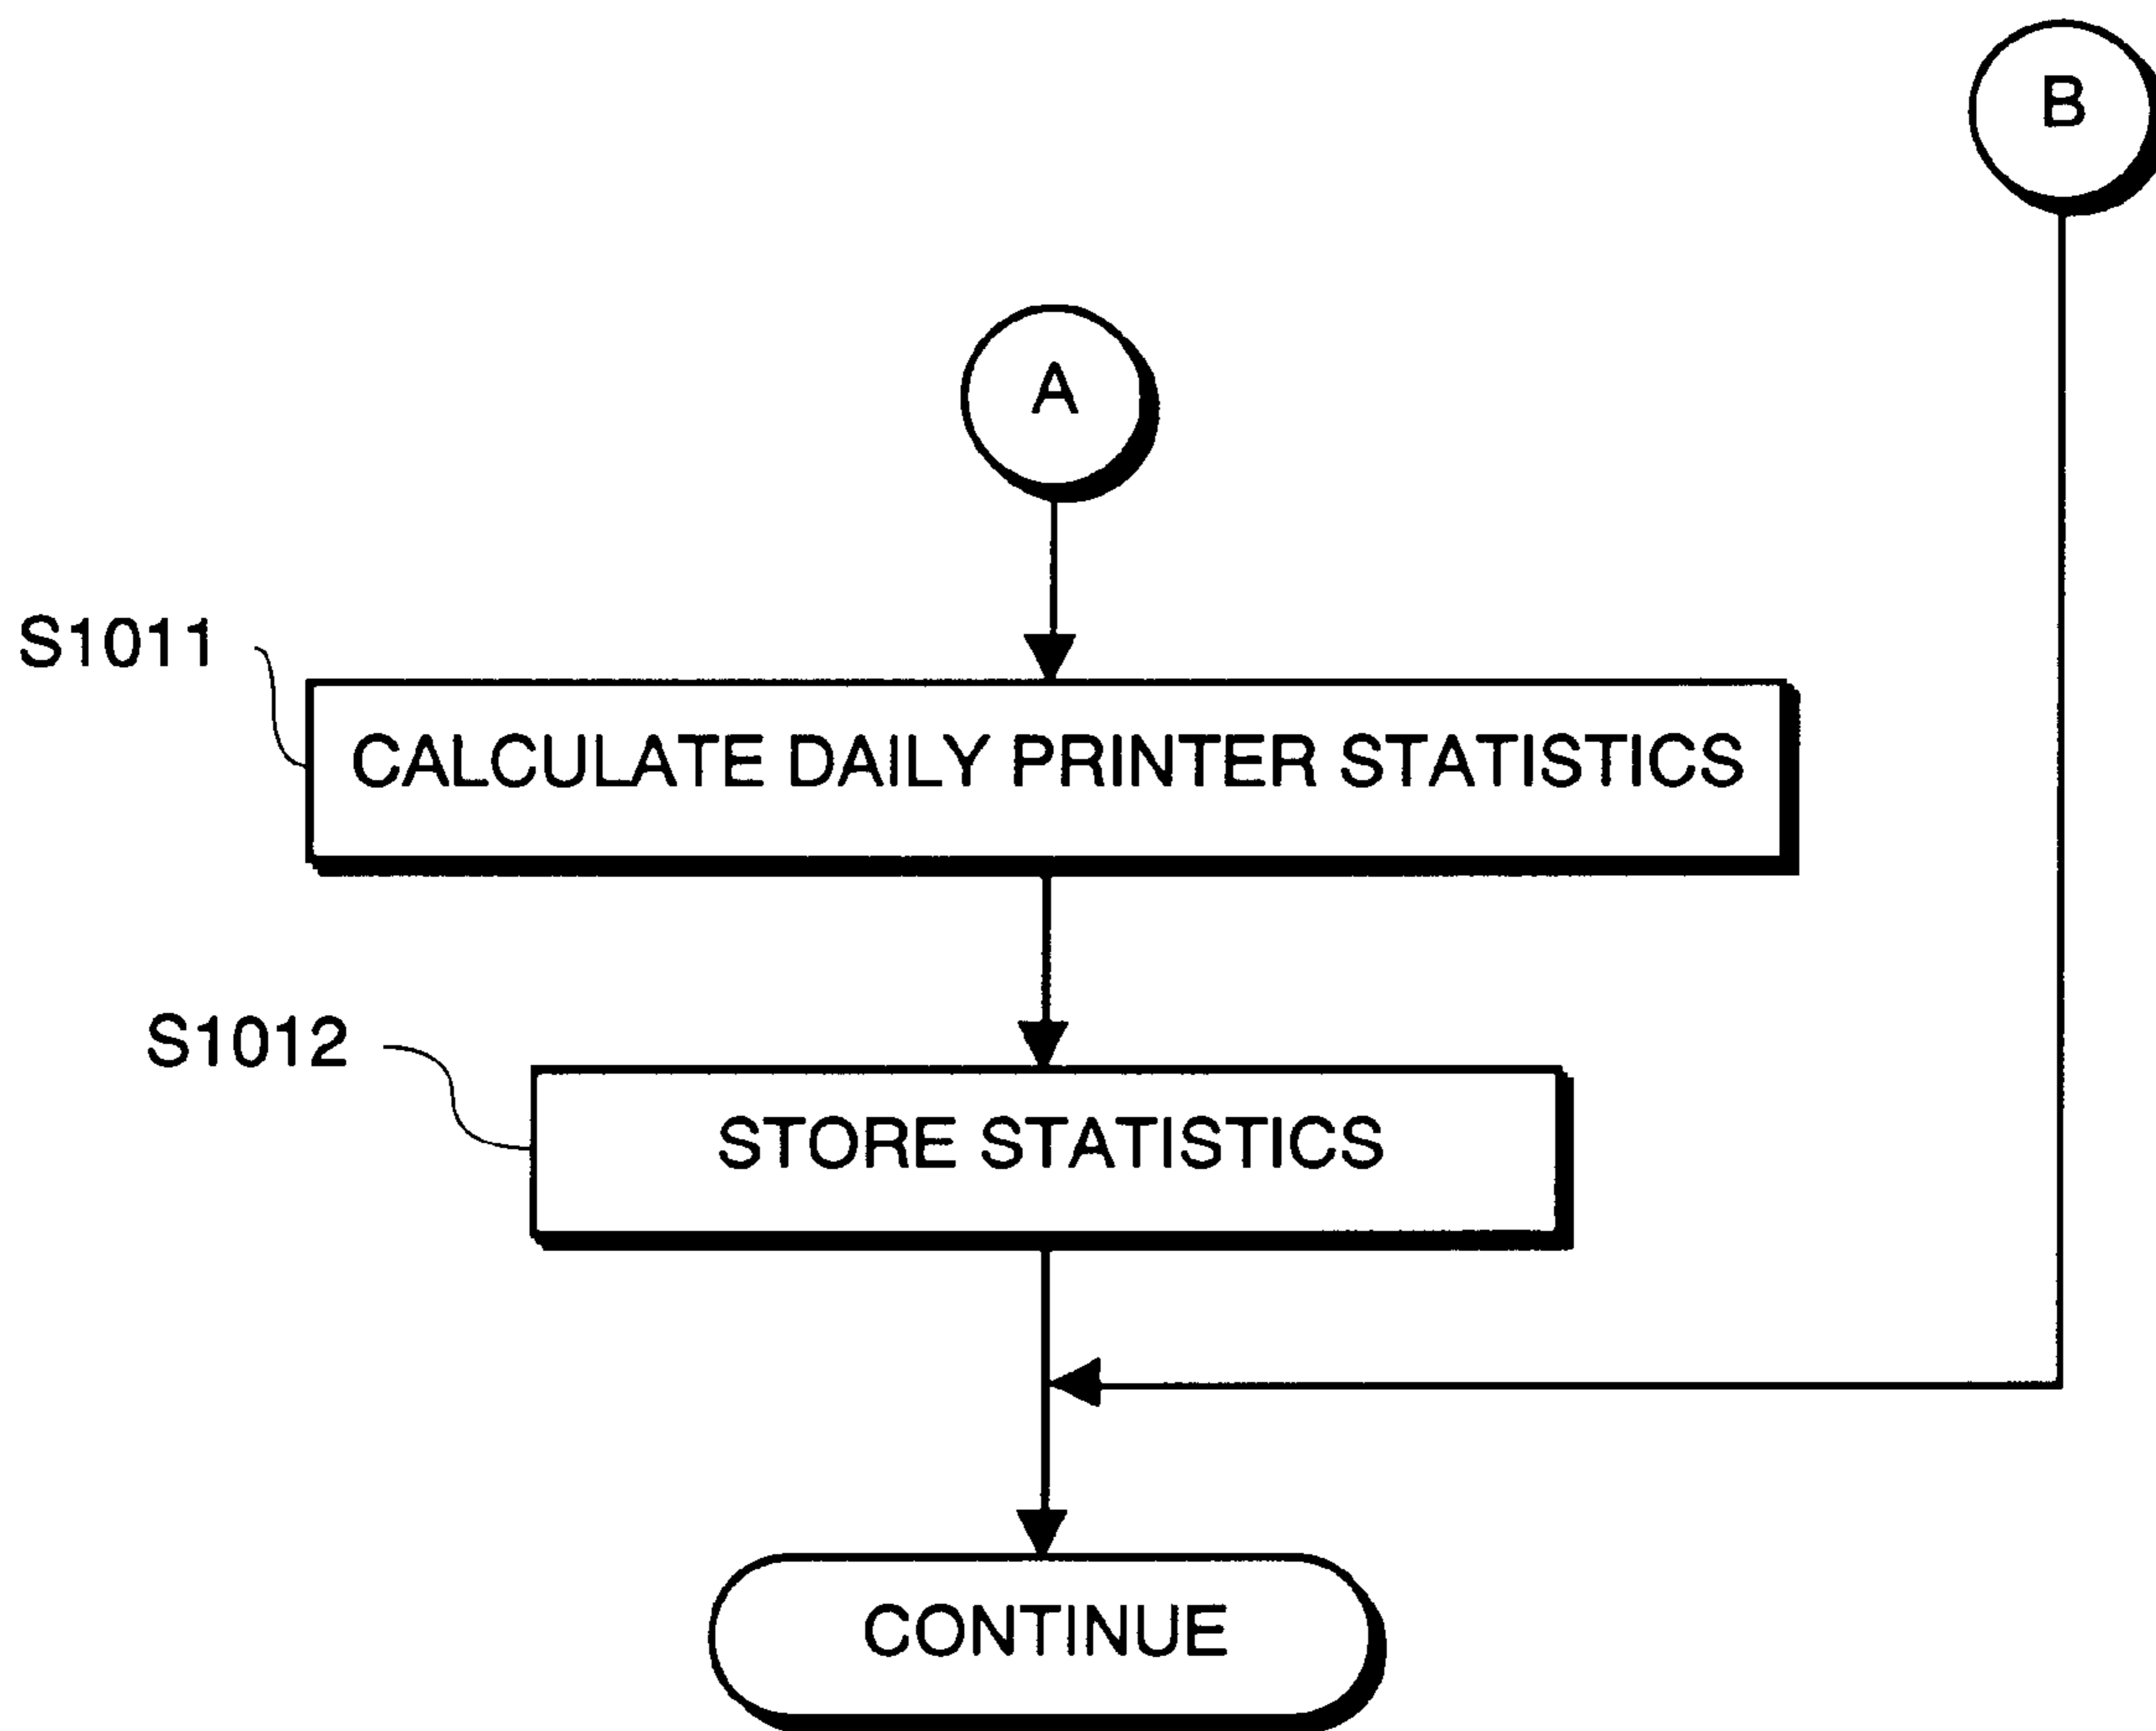 B
A
S1011
CALCULATE DAILY PRINTER STATISTICS
S1012
STORE STATISTICS
CONTINUE